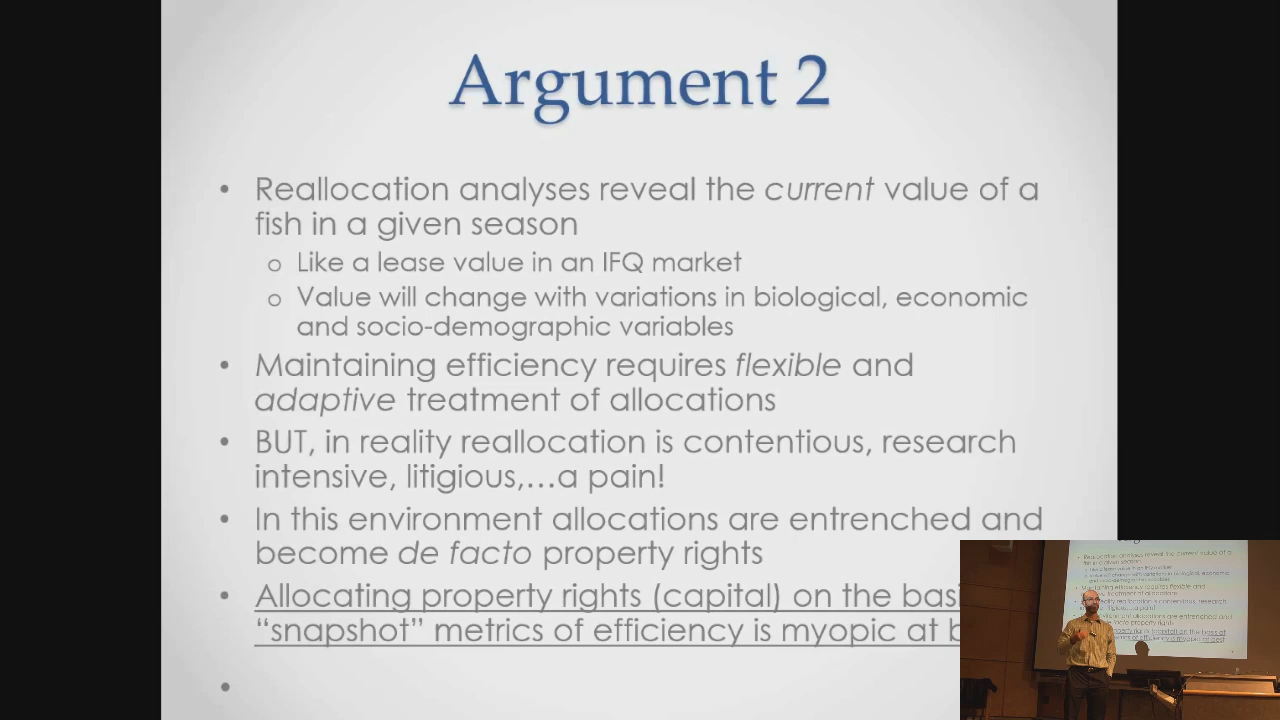 Argument 2
• Reallocation analyses reveal the current value of a
fish in a given season
o Like a lease value in an IFQ market
o Value will change with variations in biological, economic
and socio-demographic variables
• Maintaining efficiency requires flexible and
adaptive treatment of allocations
• BUT, in reality reallocation is contentious, research
intensive, litigious,…a pain!
• In this environment allocations are entrenched and
become de facto property rights
• Allocating property rights (capital) on the
“snapshot” metrics of efficiency is myopic at
•